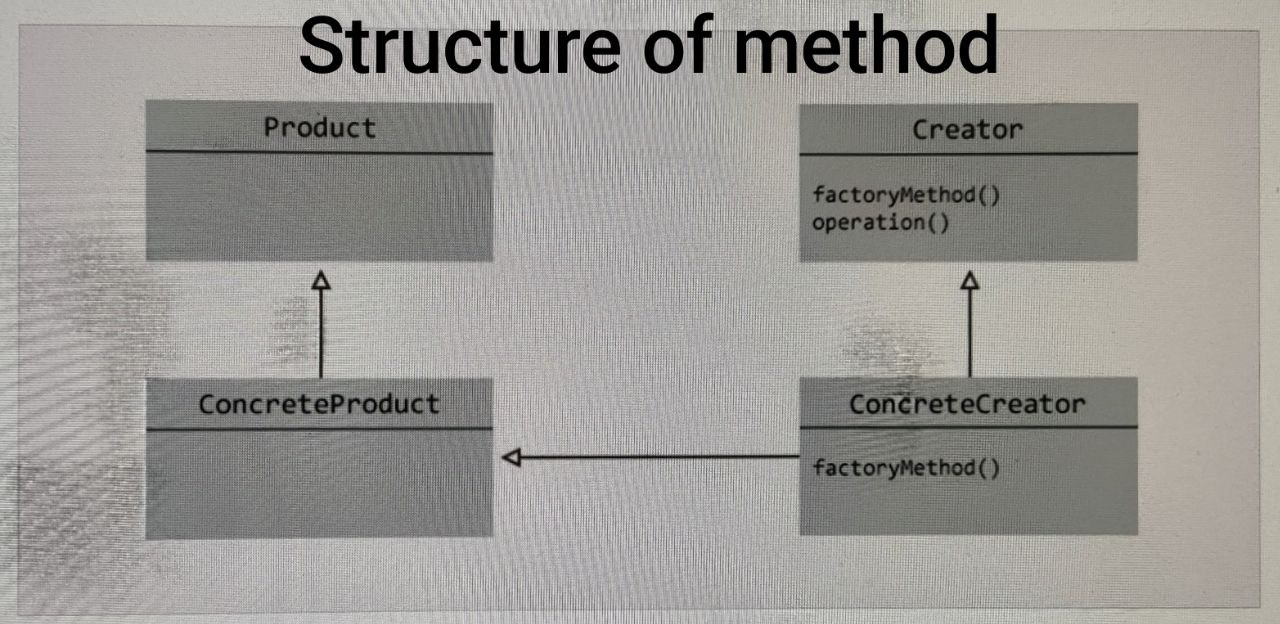 Structure of method
Product
Creator
factoryMethod()
operation()
ConcreteProduct
ConcreteCreator
factoryMethod()